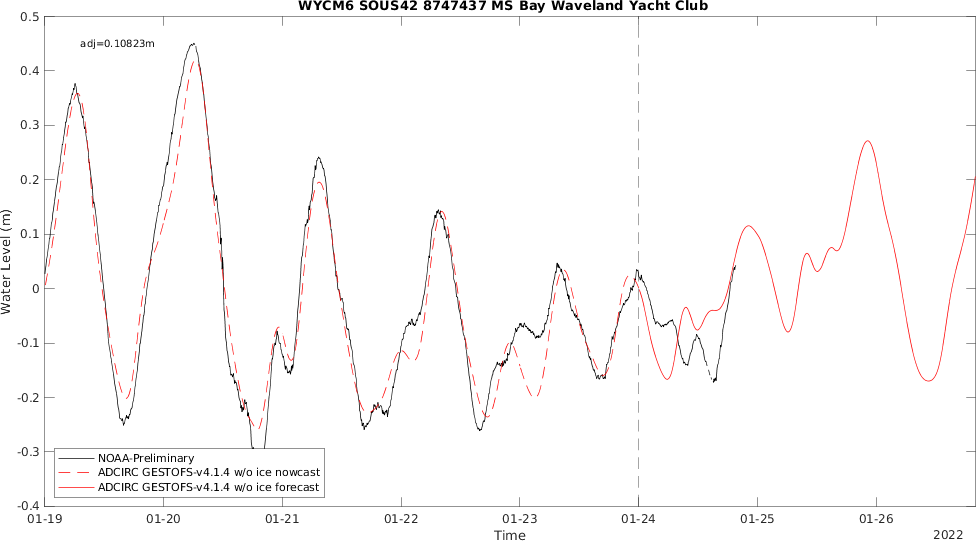 WYCM6 SOUS42 8747437 MS Bay Waveland Yacht Club
adj=0.10823m
0.5
0.4
0.3
0.2
0.1
0
-0.1
-0.2
-0.3
-0.4
Water Level (m)
NOAA-Preliminary
ADCIRC GESTOFS-v4.1.4 w/o ice nowcast
ADCIRC GESTOFS-v4.1.4 w/o ice forecast
01-19 01-20 01-21 01-22 01-23 01-24 01-25 01-26
Time
2022